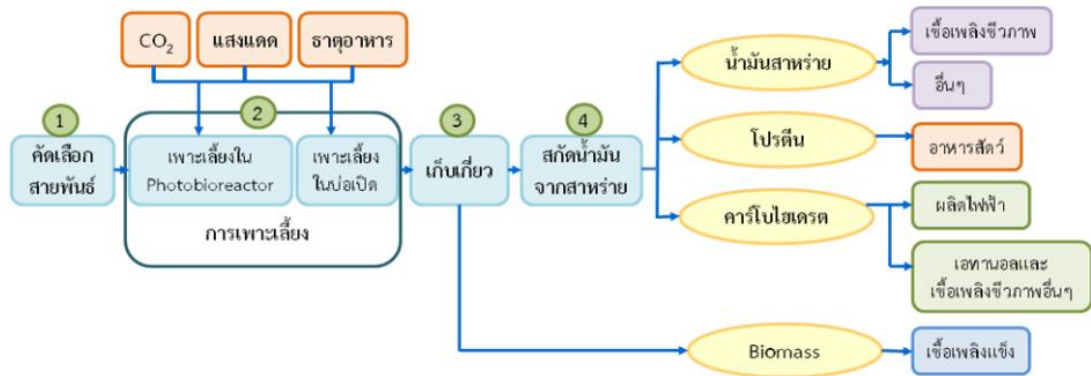 CO2
แสงแดด
ธาตุอาหาร
1
2
3
4
คัดเลือก
สายพันธ์
เพาะเลี้ยงใน
Photobioreactor
เพาะเลี้ยง
ในบ่อเปิด
การเพาะเลี้ยง
เก็บเกี่ยว
สกัดน้ำมัน
จากสาหร่าย
น้ำมันสาหร่าย
เชื้อเพลิงชีวภาพ
อื่นๆ
โปรตีน
อาหารสัตว์
คาร์โบไฮเดรต
ผลิตไฟฟ้า
เอทานอลและ
เชื้อเพลิงชีวภาพอื่นๆ
Biomass
เชื้อเพลิงแข็ง